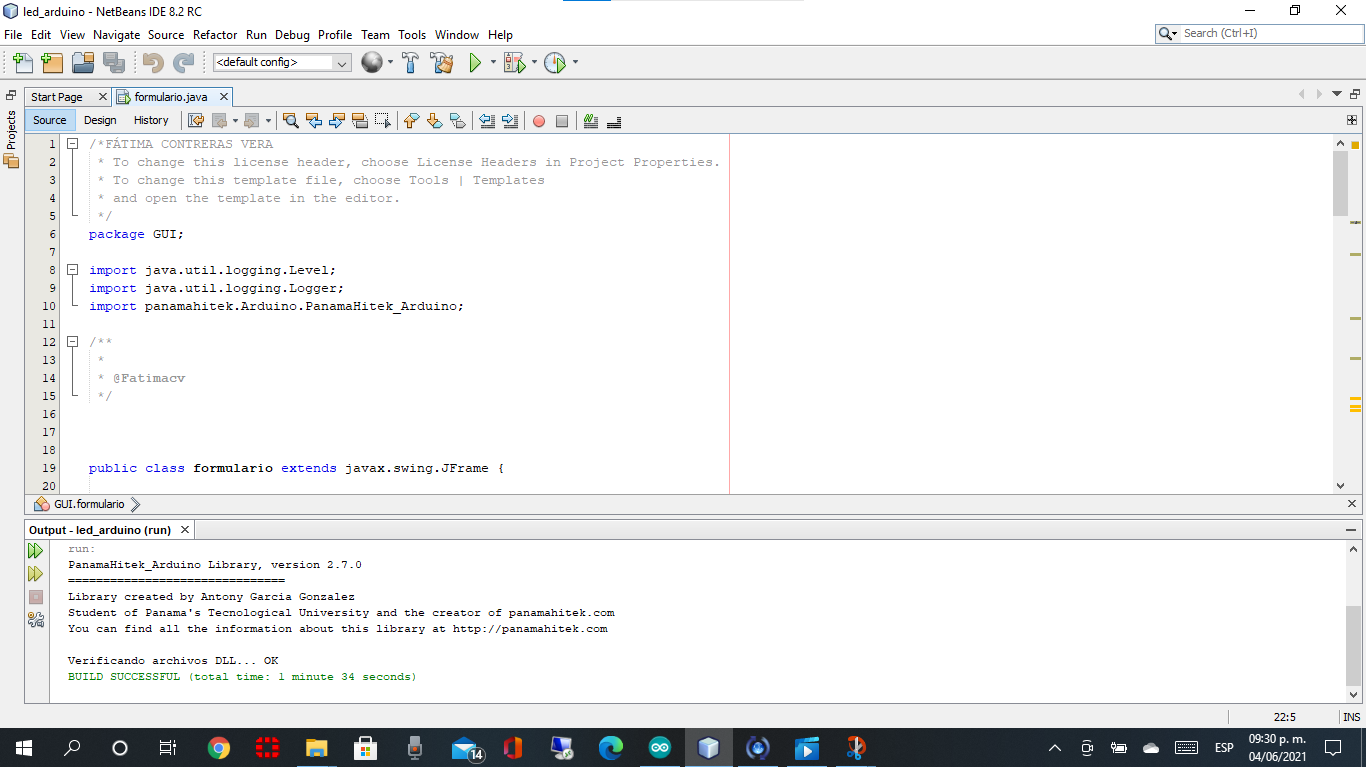 led_arduino - NetBeans IDE 8.2 RC
File Edit View Navigate Source Refactor Run Debug Profile Team Tools Window Help
Search (Ctrl+I)
<default config>
Start Page
formulario.java
Projects
Source Design History
1 /*FÁTIMA CONTRERAS VERA
2 * To change this license header, choose License Headers in Project Properties.
3 * To change this template file, choose Tools | Templates
4 * and open the template in the editor.
5 */
6 package GUI;
7
8 import java.util.logging.Level;
9 import java.util.logging.Logger;
10 import panamahitek.Arduino.PanamaHitek_Arduino;
11
12 /**
13 *
14 * @Fatimacv
15 */
16
17
18
19 public class formulario extends javax.swing.JFrame {
20
GUI.formulario
Output - led_arduino (run)
run:
PanamaHitek_Arduino Library, version 2.7.0
===============================
Library created by Antony Garcia Gonzalez
Student of Panama's Tecnological University and the creator of panamahitek.com
You can find all the information about this library at http://panamahitek.com
Verificando archivos DLL... OK
BUILD SUCCESSFUL (total time: 1 minute 34 seconds)
22:5 INS
14
ESP
09:30 p. m.
04/06/2021